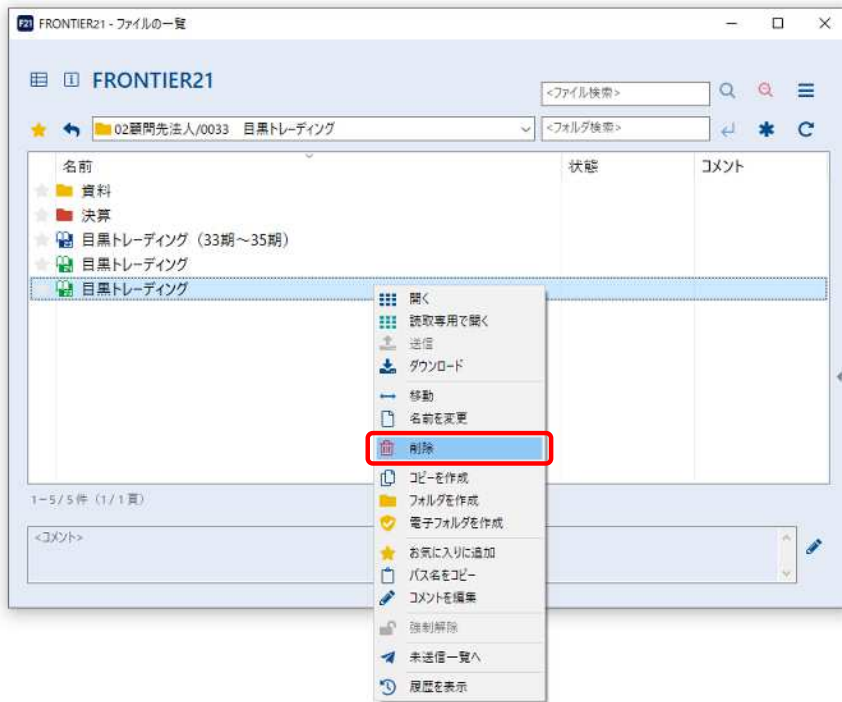 F21 FRONTIER21 - ファイルの一覧
FRONTIER21
<ファイル検索>
02顧問先法人/0033 目黒トレーディング
<フォルダ検索>
名前 状態 コメント
資料
決算
目黒トレーディング（33期～35期）
目黒トレーディング
目黒トレーディング
開く
読取専用で開く
送信
ダウンロード
移動
名前を変更
削除
コピーを作成
フォルダを作成
電子フォルダを作成
お気に入りに追加
パス名をコピー
コメントを編集
強制解除
未送信一覧へ
履歴を表示
1-5/5件（1/1頁）
<コメント>